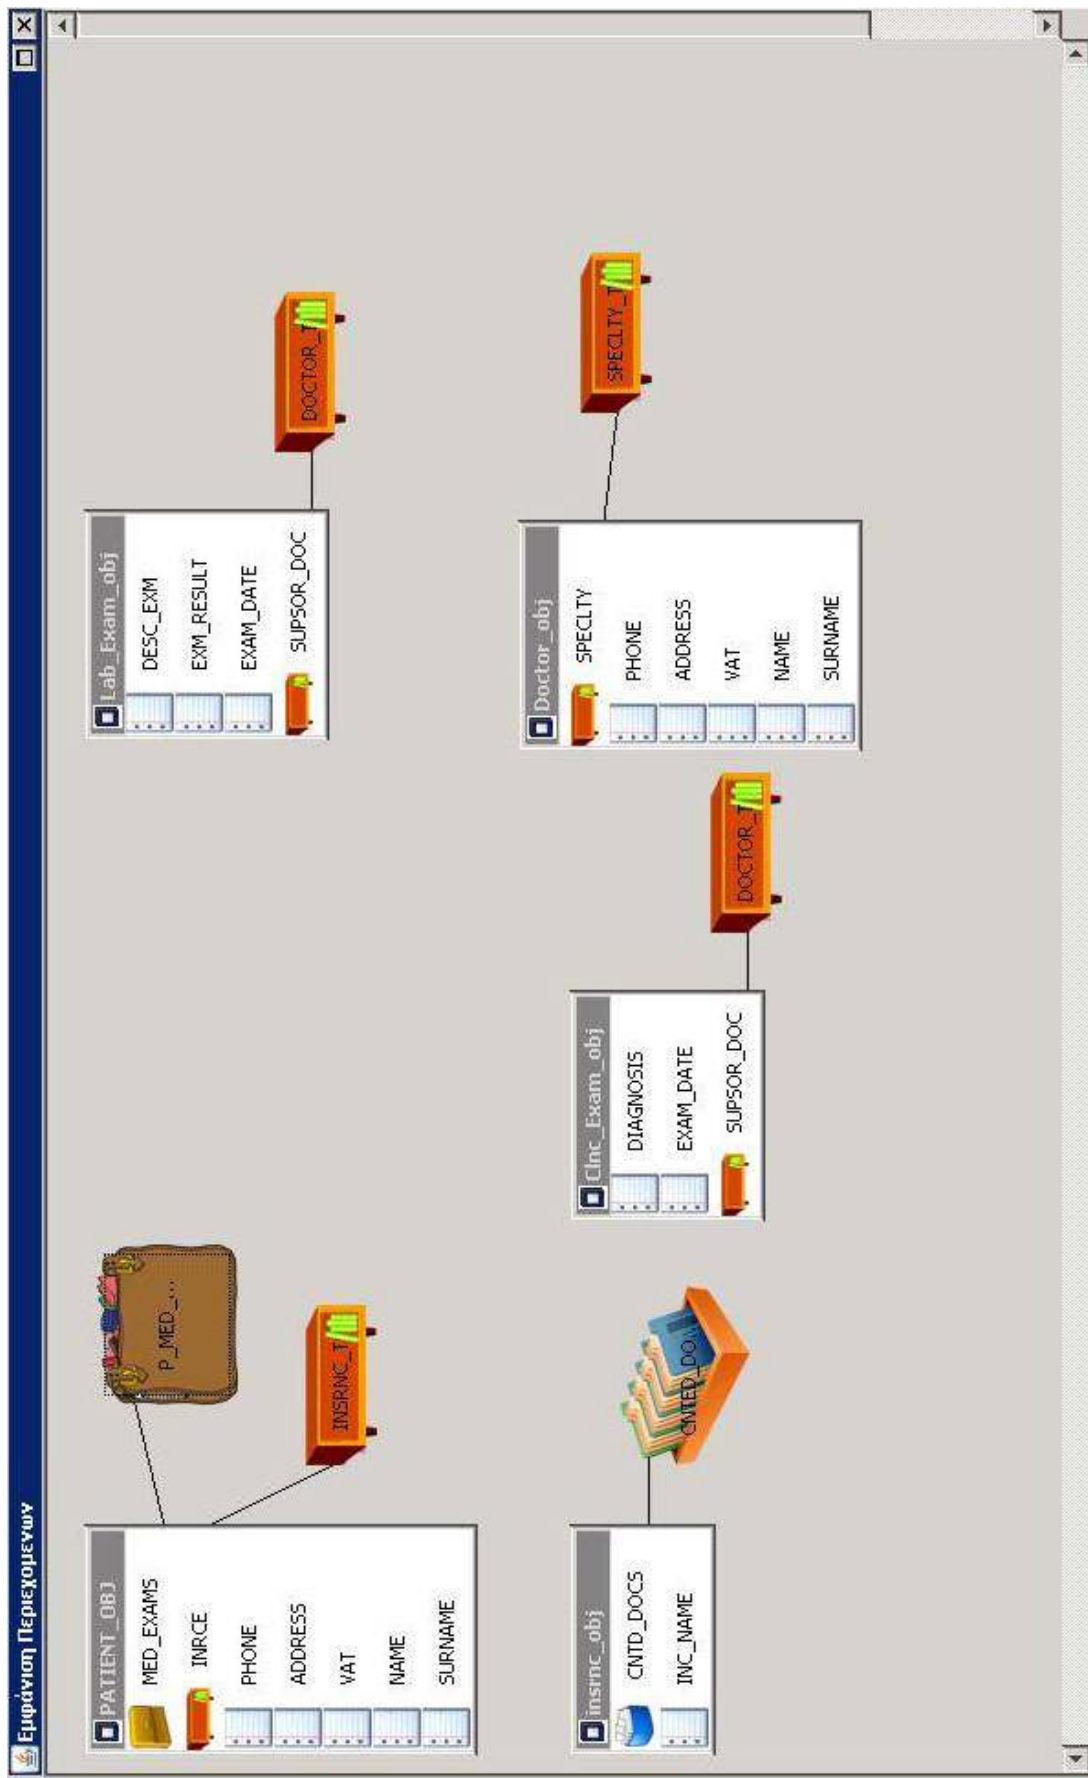 Εμφάνιση Περιεχομενων
PATIENT_OBJ
MED_EXAMS
INRCE
PHONE
ADDRESS
VAT
NAME
SURNAME
P_MED_...
INSRNC_T
Lab_Exam_obj
DESC_EXM
EXM_RESULT
EXAM_DATE
SUPSOR_DOC
DOCTOR_T
insrnc_obj
CNTD_DOCS
INC_NAME
CNTED_DO...
Clnc_Exam_obj
DIAGNOSIS
EXAM_DATE
SUPSOR_DOC
DOCTOR_T
Doctor_obj
SPECLTY
PHONE
ADDRESS
VAT
NAME
SURNAME
SPECLTY_T